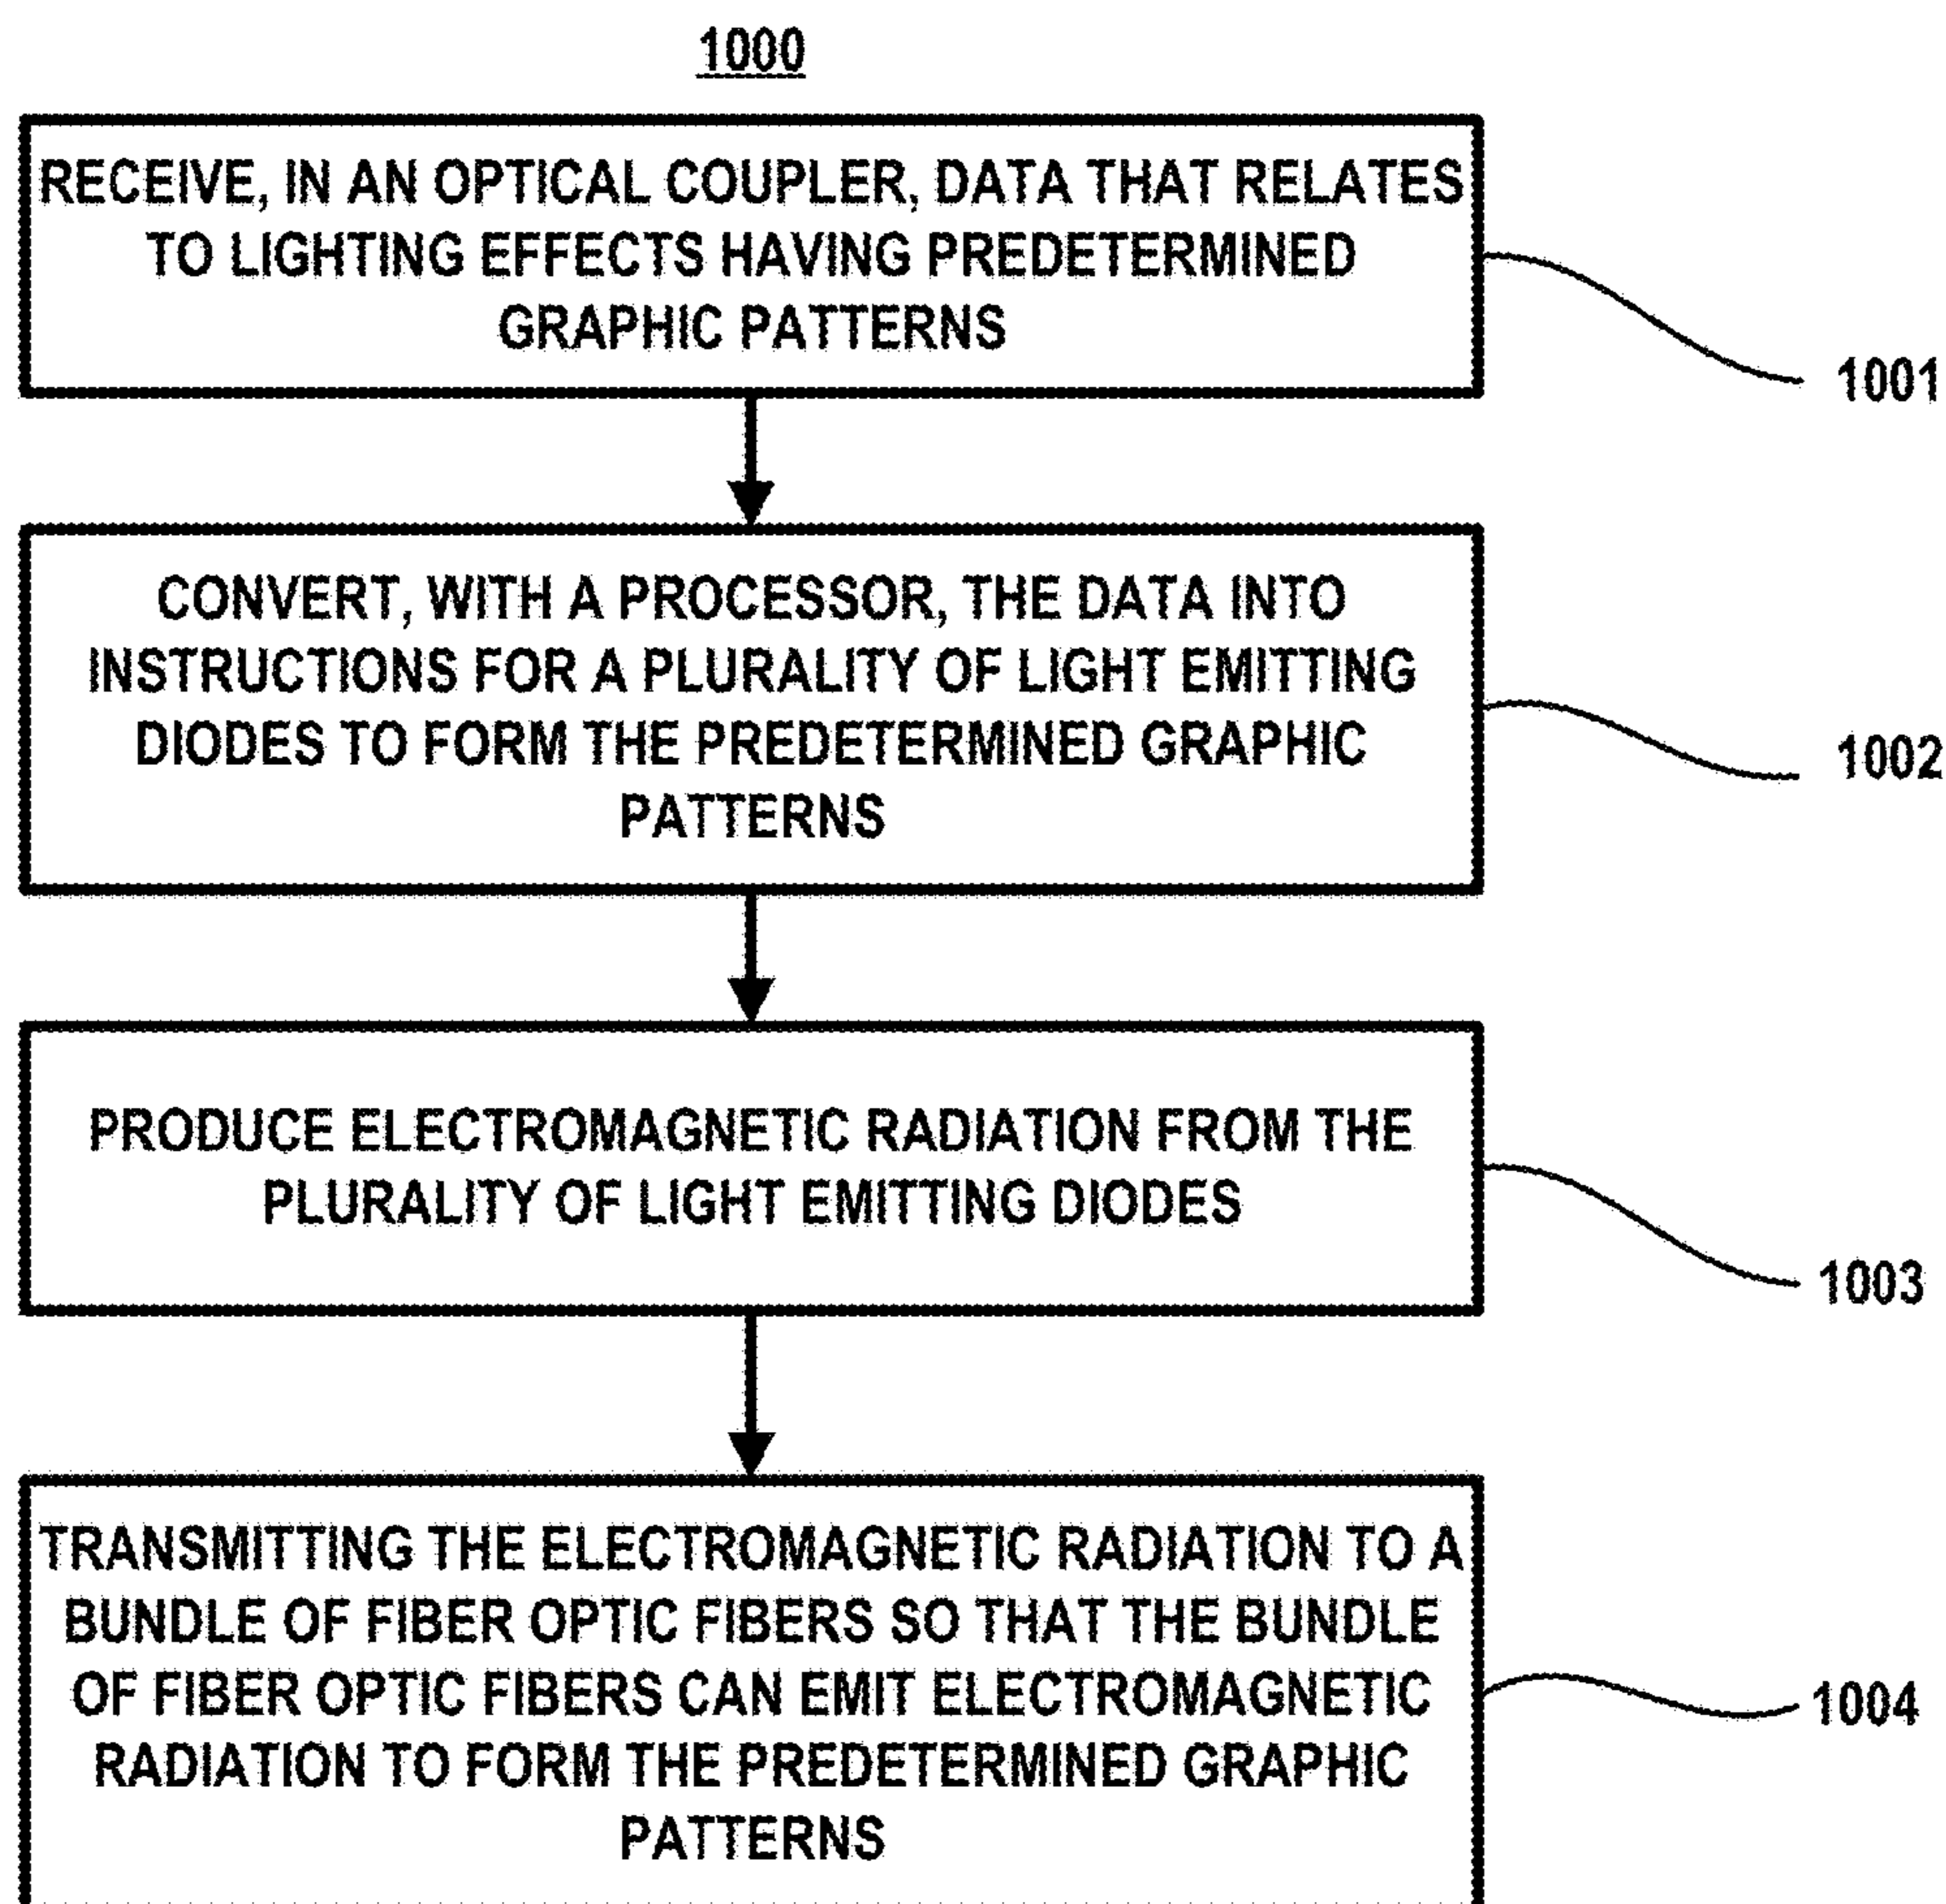 1000
RECEIVE, IN AN OPTICAL COUPLER, DATA THAT RELATES
TO LIGHTING EFFECTS HAVING PREDETERMINED
GRAPHIC PATTERNS
1001
CONVERT, WITH A PROCESSOR, THE DATA INTO
INSTRUCTIONS FOR A PLURALITY OF LIGHT EMITTING
DIODES TO FORM THE PREDETERMINED GRAPHIC
PATTERNS
1002
PRODUCE ELECTROMAGNETIC RADIATION FROM THE
PLURALITY OF LIGHT EMITTING DIODES
1003
TRANSMITTING THE ELECTROMAGNETIC RADIATION TO A
BUNDLE OF FIBER OPTIC FIBERS SO THAT THE BUNDLE
OF FIBER OPTIC FIBERS CAN EMIT ELECTROMAGNETIC
RADIATION TO FORM THE PREDETERMINED GRAPHIC
PATTERNS
1004